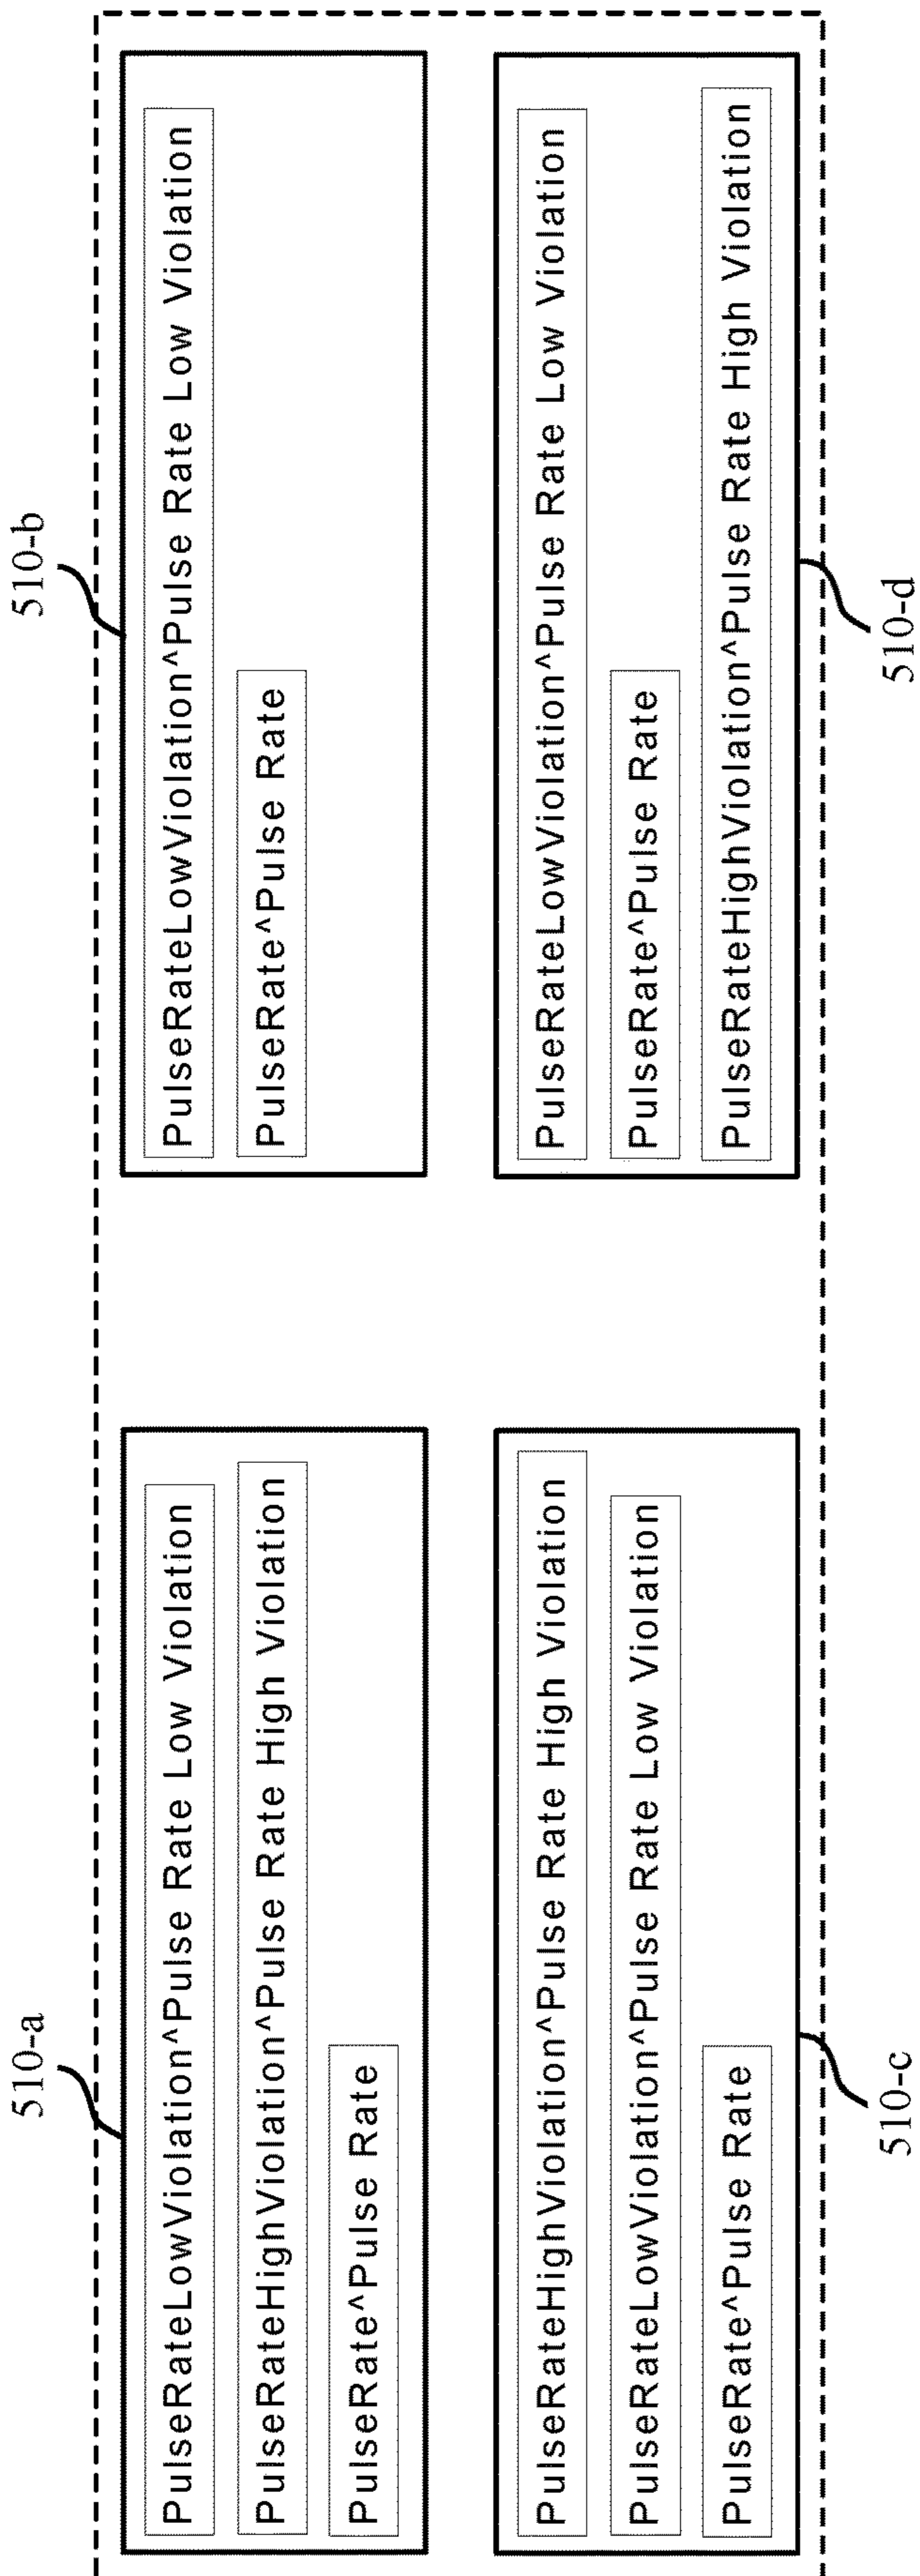 510-a
510-b
PulseRateLowViolation^Pulse Rate Low Violation
PulseRateHighViolation^Pulse Rate High Violation
PulseRate^Pulse Rate
PulseRateLowViolation^Pulse Rate Low Violation
PulseRate^Pulse Rate
PulseRateHighViolation^Pulse Rate High Violation
PulseRateLowViolation^Pulse Rate Low Violation
PulseRate^Pulse Rate
PulseRateLowViolation^Pulse Rate Low Violation
PulseRate^Pulse Rate
PulseRateHighViolation^Pulse Rate High Violation
510-c
510-d